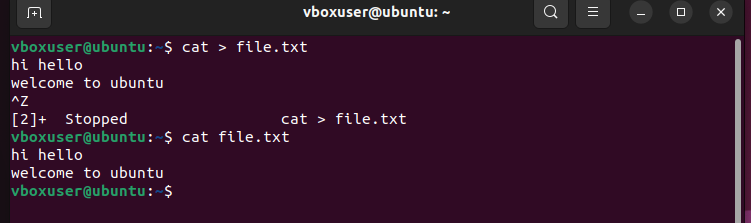 vboxuser@ubuntu: ~
vboxuser@ubuntu:~$ cat > file.txt
hi hello
welcome to ubuntu
^Z
[2]+  Stopped                 cat > file.txt
vboxuser@ubuntu:~$ cat file.txt
hi hello
welcome to ubuntu
vboxuser@ubuntu:~$